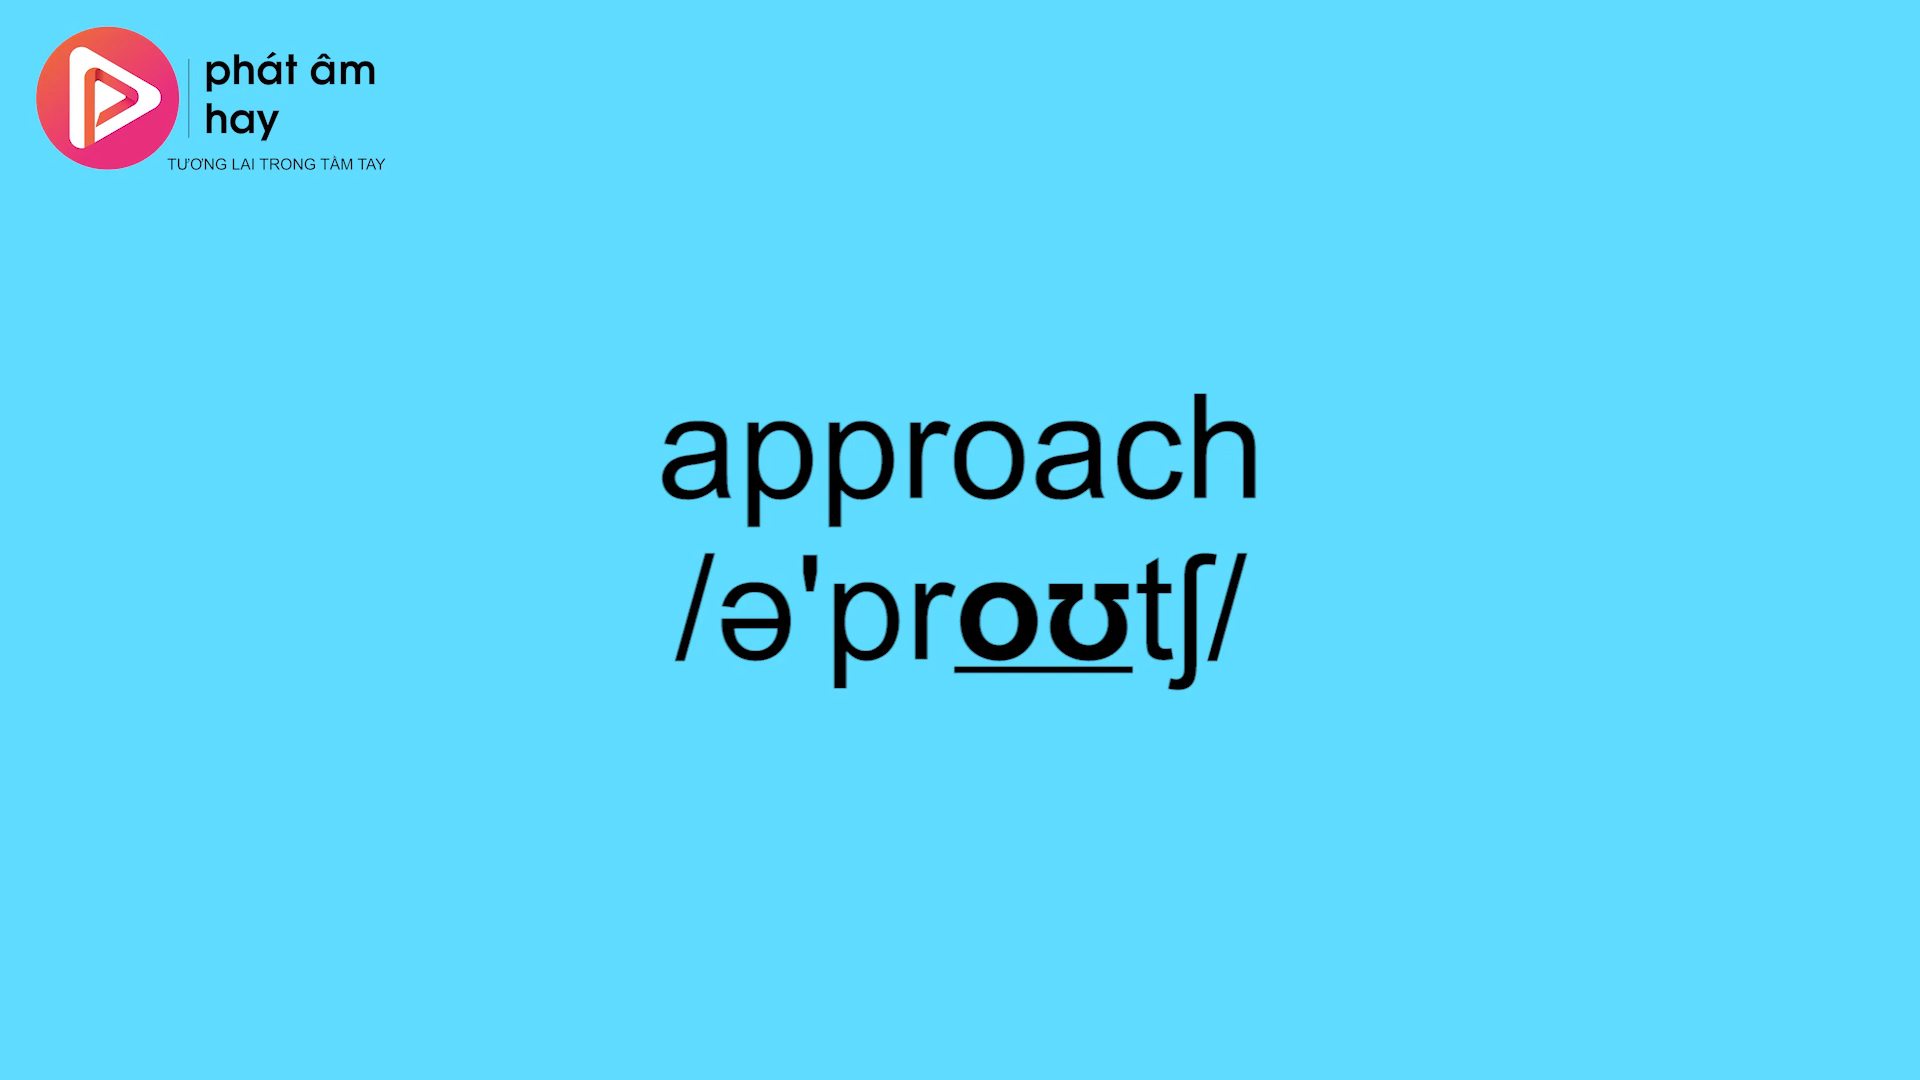 phát âm
hay
TƯƠNG LAI TRONG TẦM TAY
approach
/ə'proʊtʃ/